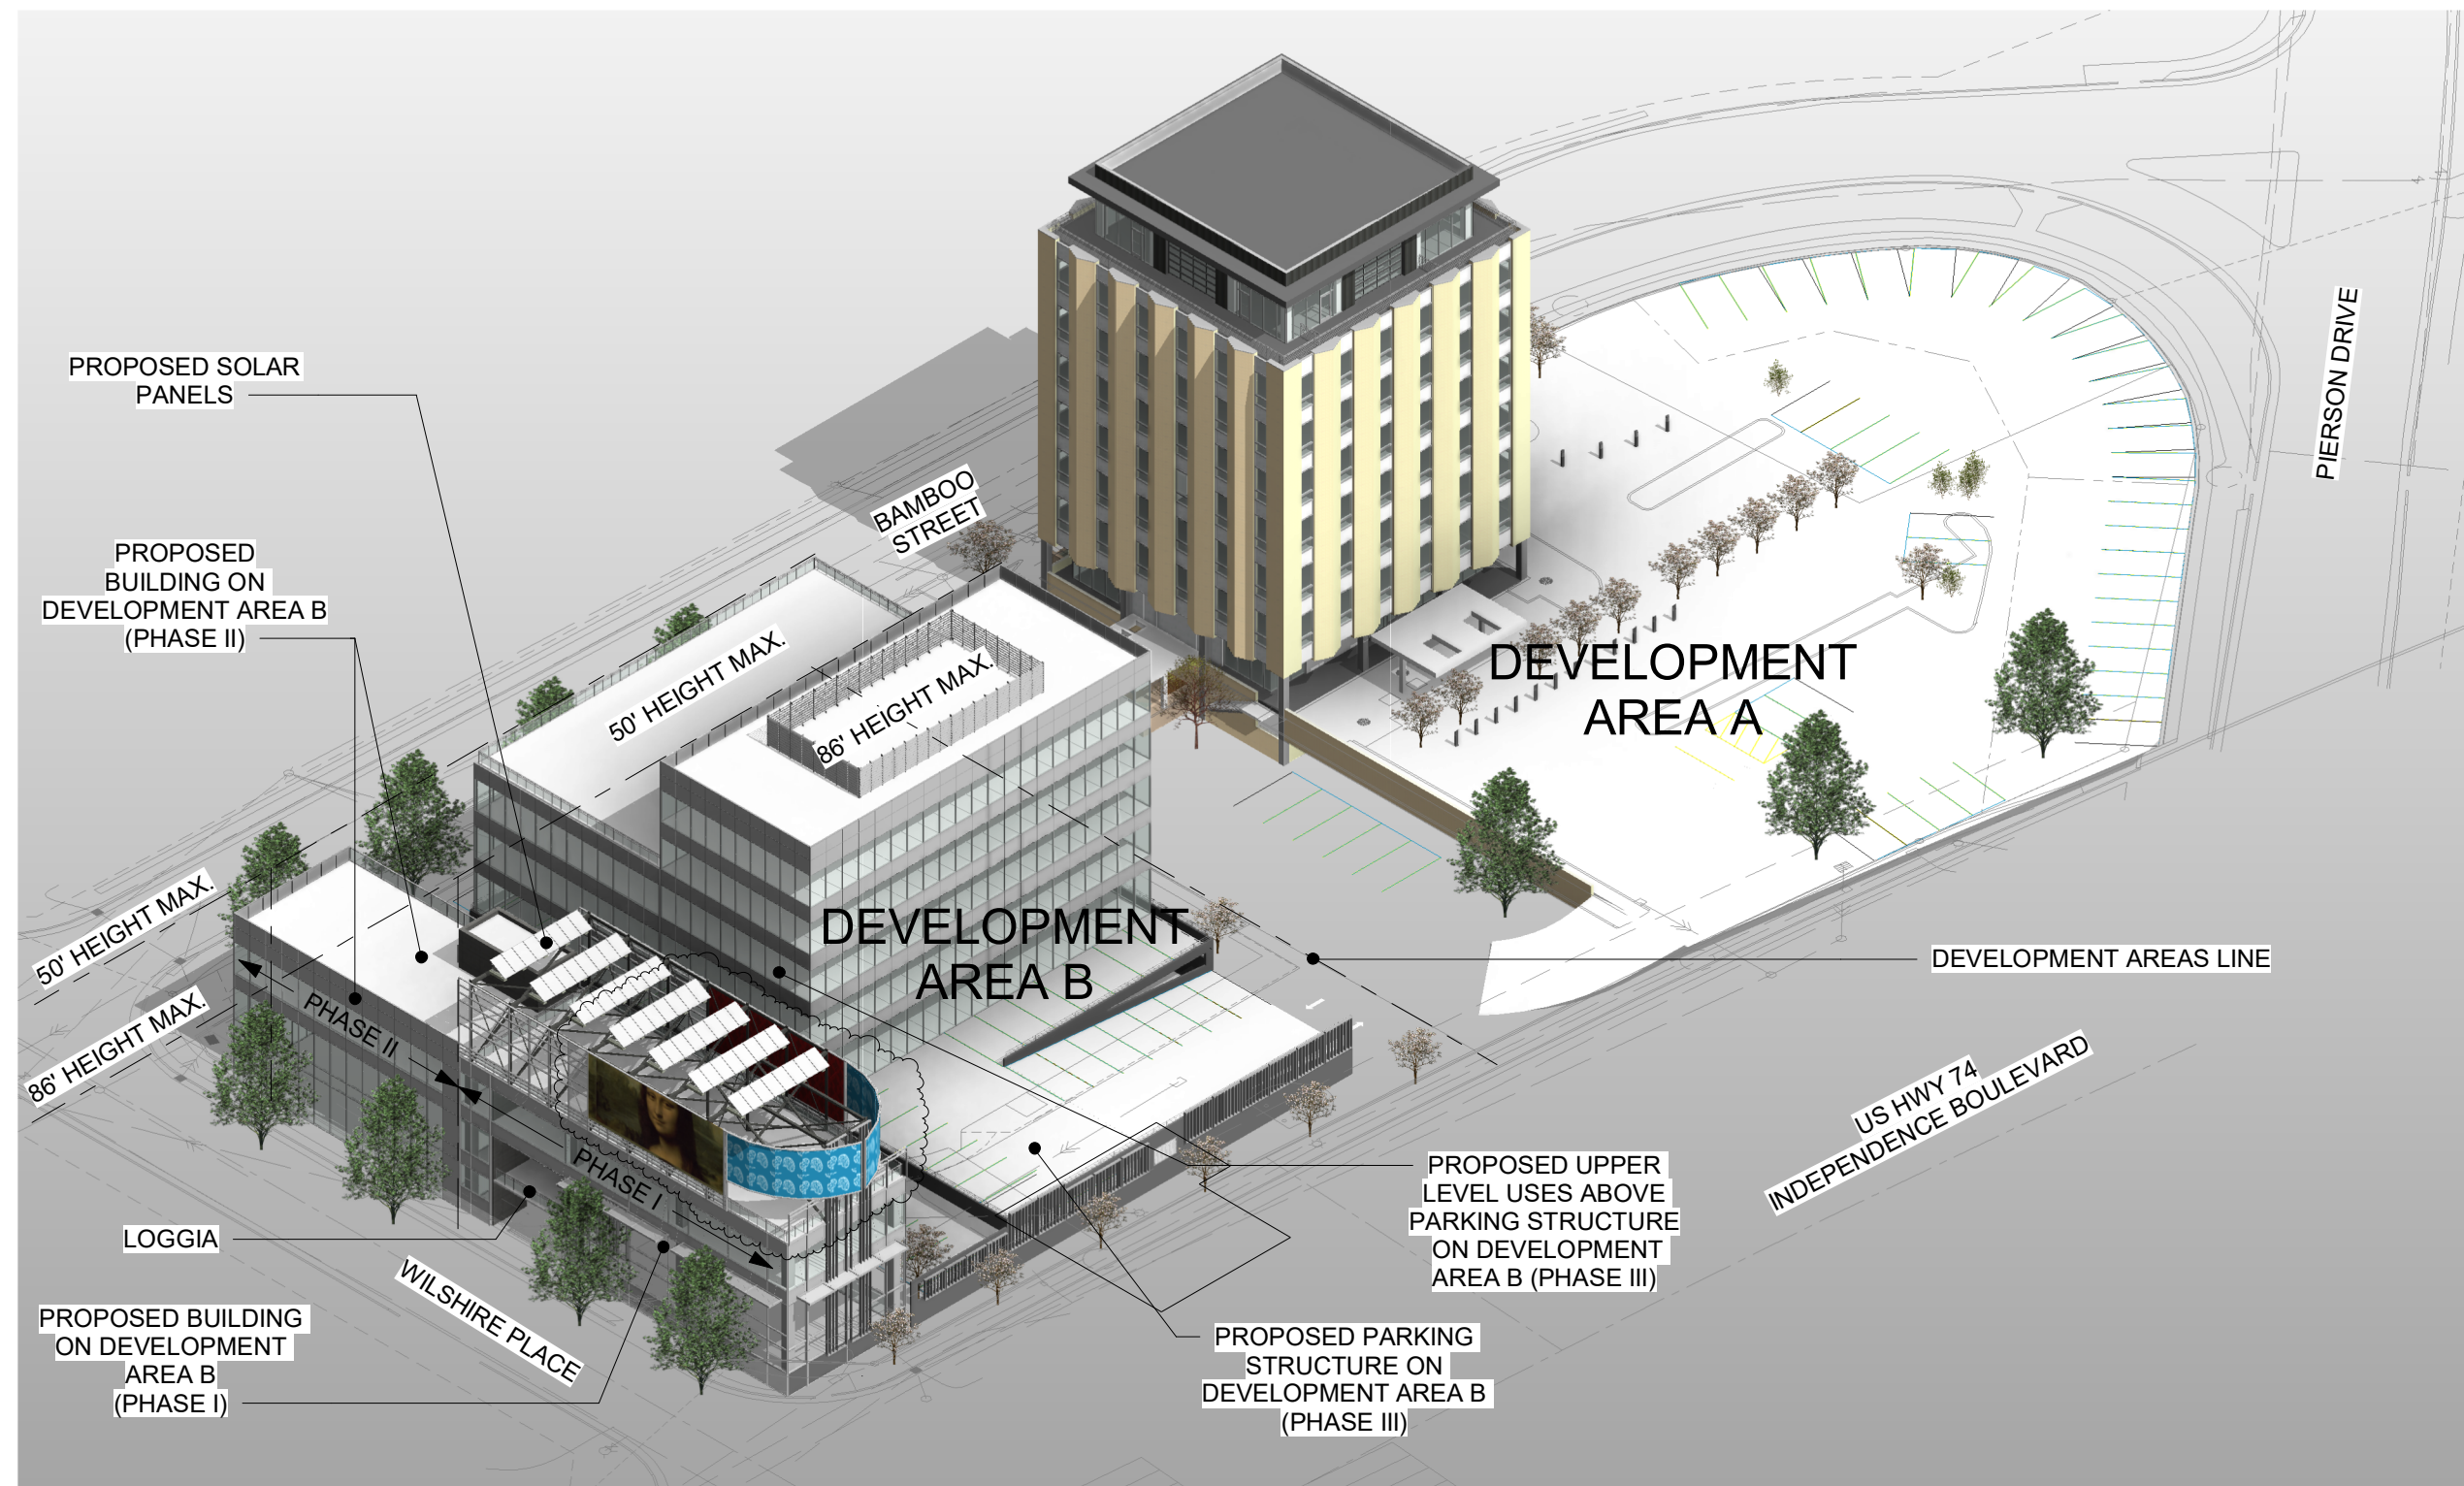 PROPOSED SOLAR
PANELS
PROPOSED
BUILDING ON
DEVELOPMENT AREA B
(PHASE II)
BAMBOO
STREET
PIERSON DRIVE
50' HEIGHT MAX.
86' HEIGHT MAX.
DEVELOPMENT
AREA A
50' HEIGHT MAX.
86' HEIGHT MAX.
DEVELOPMENT
AREA B
DEVELOPMENT AREAS LINE
PHASE II
PHASE I
US HWY 74
INDEPENDENCE BOULEVARD
LOGGIA
WILSHIRE PLACE
PROPOSED BUILDING
ON DEVELOPMENT
AREA B
(PHASE I)
PROPOSED UPPER
LEVEL USES ABOVE
PARKING STRUCTURE
ON DEVELOPMENT
AREA B (PHASE III)
PROPOSED PARKING
STRUCTURE ON
DEVELOPMENT AREA B
(PHASE III)